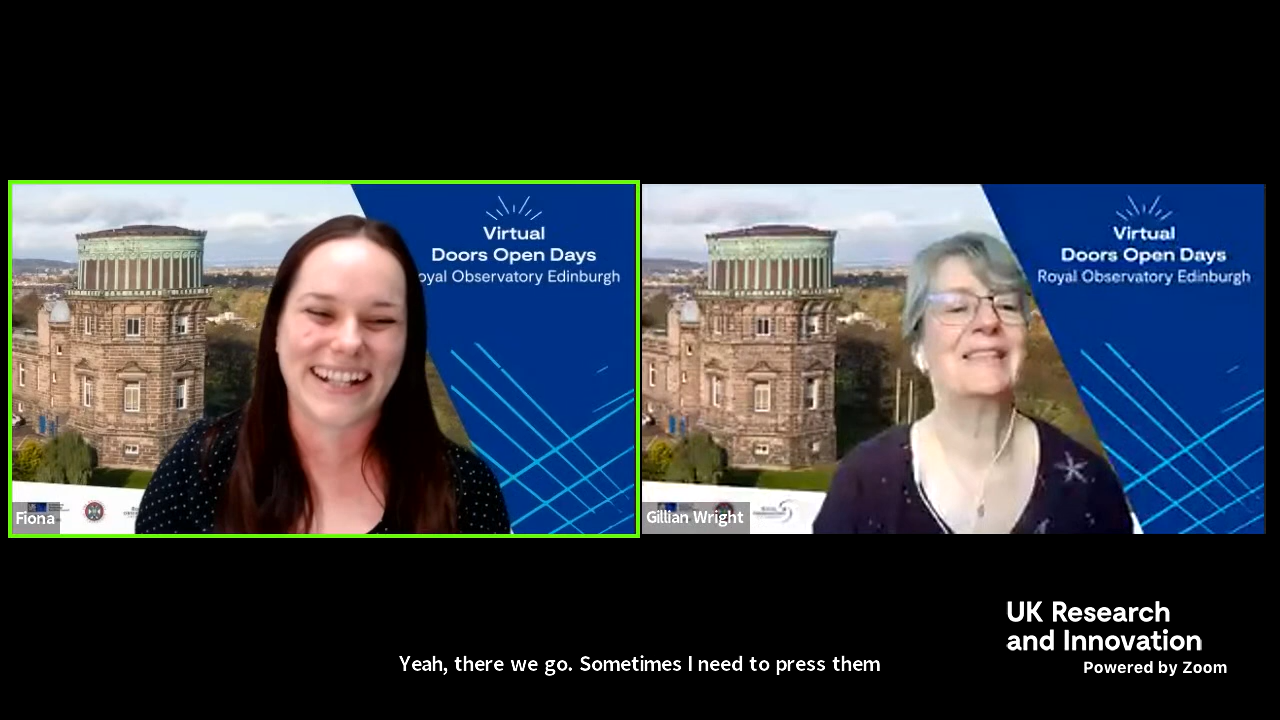 Virtual
Doors Open Days
oyal Observatory Edinburgh
Fiona
Virtual
Doors Open Days
Royal Observatory Edinburgh
Gillian Wright
UK Research
and Innovation
Powered by Zoom
Yeah, there we go. Sometimes I need to press them